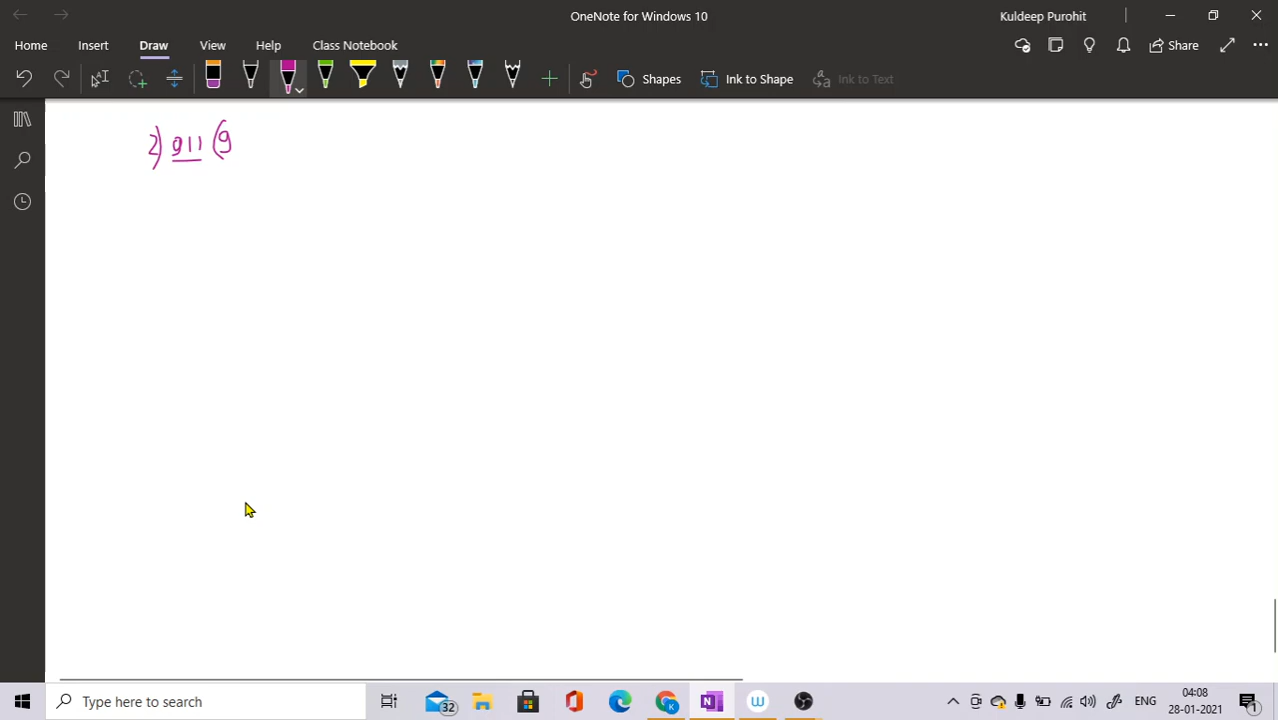 OneNote for Windows 10
Kuldeep Purohit
Home Insert Draw View Help Class Notebook
Share
Shapes Ink to Shape Ink to Text
2) 911 (9
Type here to search
32
ENG
04:08
28-01-2021
1